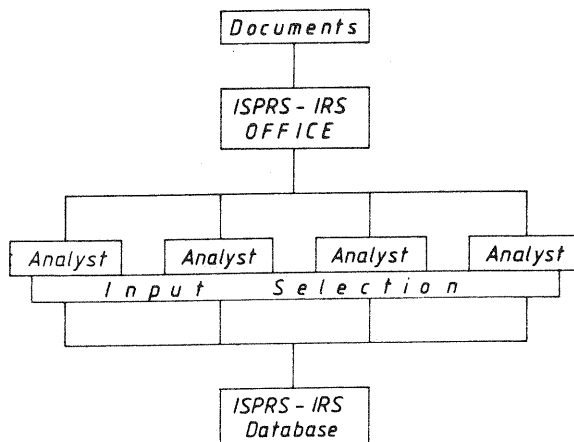 Documents
ISPRS - IRS
OFFICE
Analyst Analyst Analyst Analyst
Input Selection
ISPRS - IRS
Database